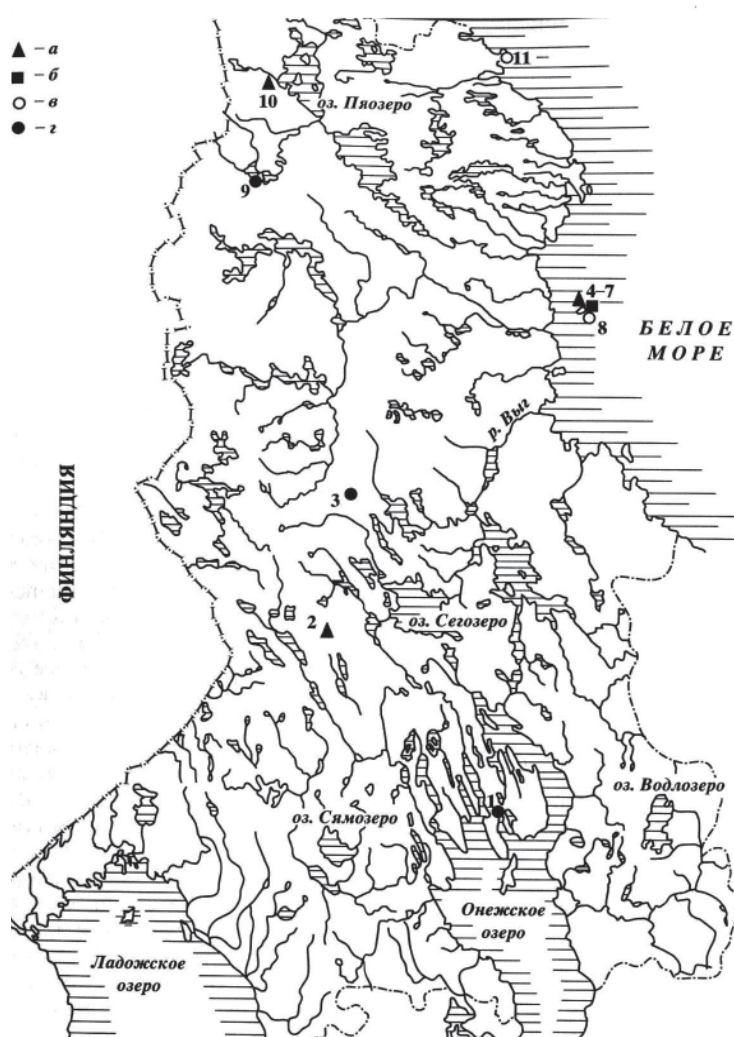 ▲ – а
■ – б
○ – в
● – г
11 –
10
оз. Пяозеро
9
4–7
8
БЕЛОЕ
МОРЕ
р. Выг
3
ФИНЛЯНДИЯ
2
оз. Сегозеро
оз. Водлозеро
1
оз. Сямозеро
Онежское
озеро
Ладожское
озеро